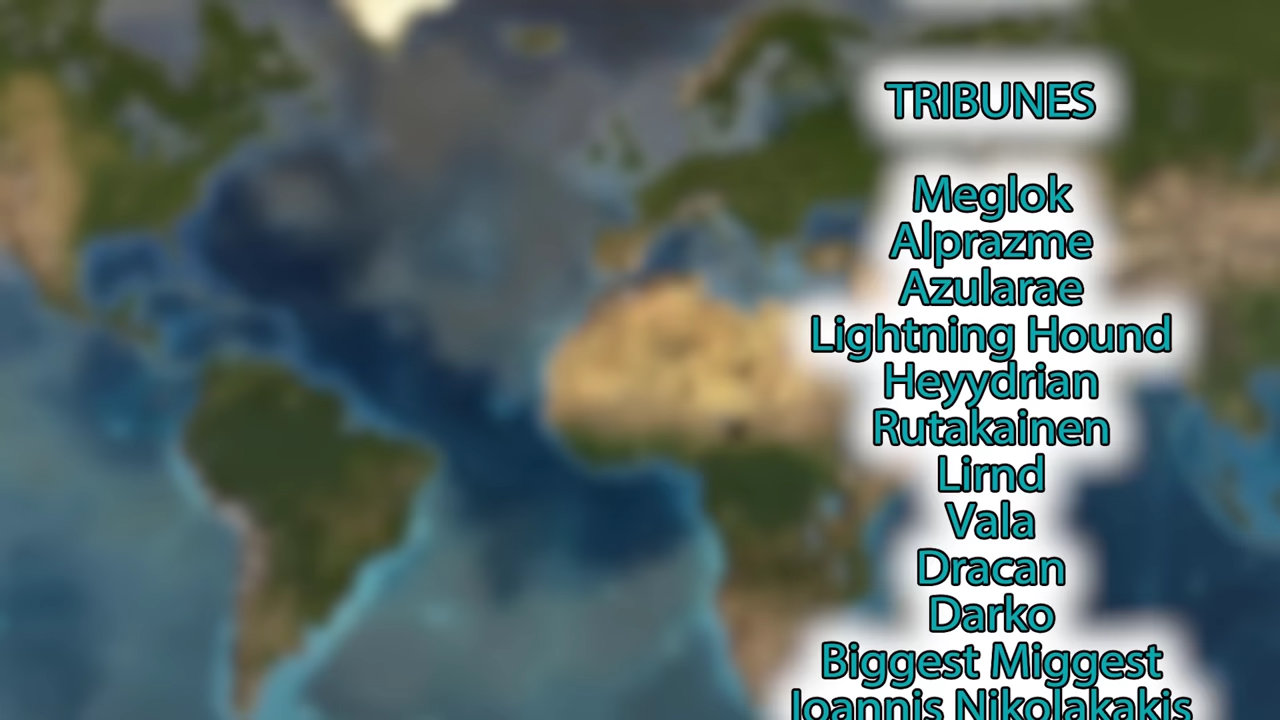 TRIBUNES
Meglok
Alprazme
Azularae
Lightning Hound
Heyydrian
Rutakainen
Lirnd
Vala
Dracan
Darko
Biggest Miggest
Ioannis Nikolakakis